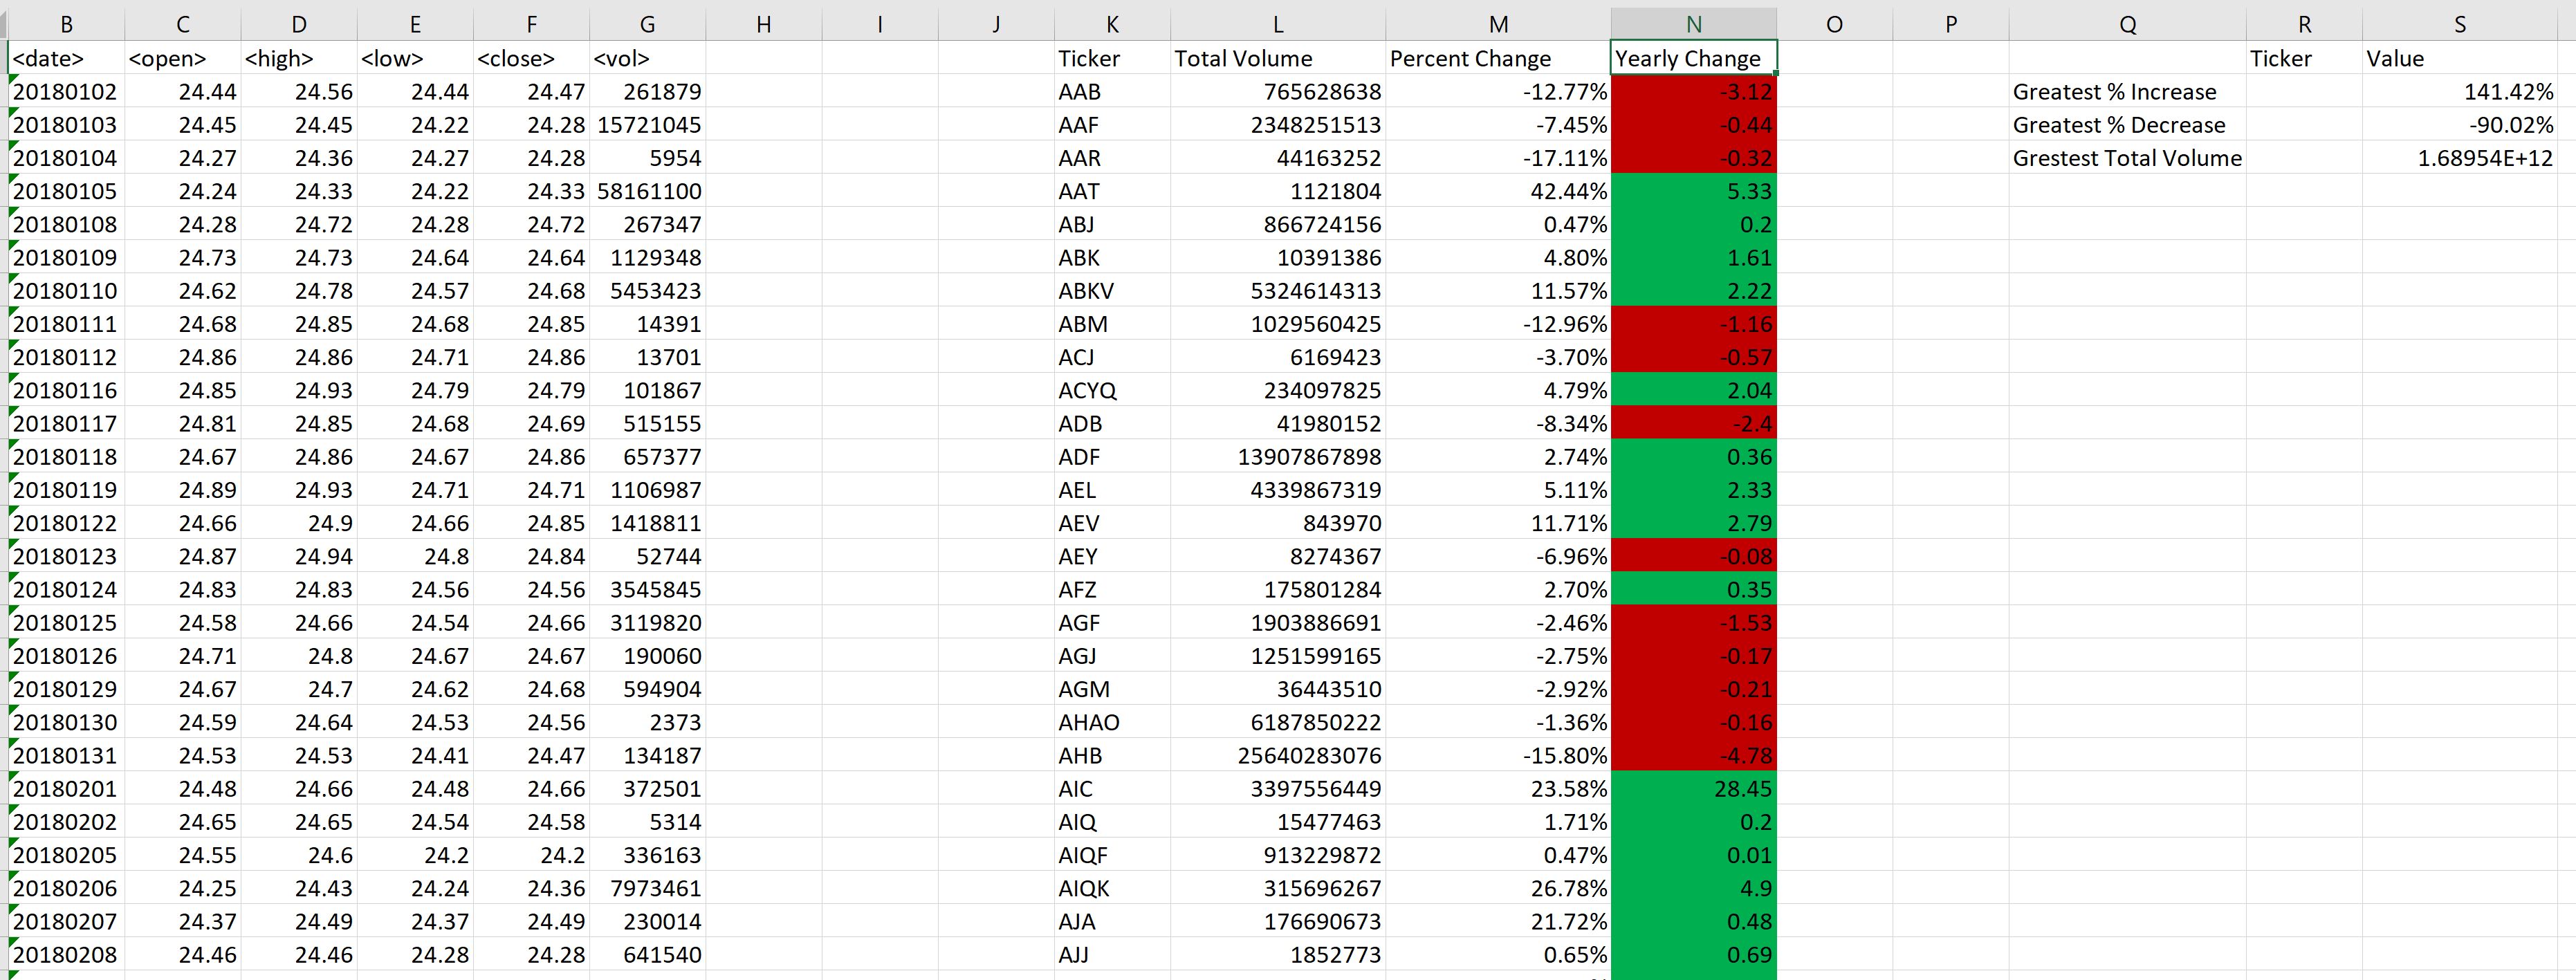 B C D E F G H I J K L M N O P Q R S
<date> <open> <high> <low> <close> <vol> Ticker Total Volume Percent Change Yearly Change Ticker Value
20180102 24.44 24.56 24.44 24.47 261879 AAB 765628638 -12.77% -3.12 Greatest % Increase 141.42%
20180103 24.45 24.45 24.22 24.28 15721045 AAF 2348251513 -7.45% -0.44 Greatest % Decrease -90.02%
20180104 24.27 24.36 24.27 24.28 5954 AAR 44163252 -17.11% -0.32 Grestest Total Volume 1.68954E+12
20180105 24.24 24.33 24.22 24.33 58161100 AAT 1121804 42.44% 5.33
20180108 24.28 24.72 24.28 24.72 267347 ABJ 866724156 0.47% 0.2
20180109 24.73 24.73 24.64 24.64 1129348 ABK 10391386 4.80% 1.61
20180110 24.62 24.78 24.57 24.68 5453423 ABKV 5324614313 11.57% 2.22
20180111 24.68 24.85 24.68 24.85 14391 ABM 1029560425 -12.96% -1.16
20180112 24.86 24.86 24.71 24.86 13701 ACJ 6169423 -3.70% -0.57
20180116 24.85 24.93 24.79 24.79 101867 ACYQ 234097825 4.79% 2.04
20180117 24.81 24.85 24.68 24.69 515155 ADB 41980152 -8.34% -2.4
20180118 24.67 24.86 24.67 24.86 657377 ADF 13907867898 2.74% 0.36
20180119 24.89 24.93 24.71 24.71 1106987 AEL 4339867319 5.11% 2.33
20180122 24.66 24.9 24.66 24.85 1418811 AEV 843970 11.71% 2.79
20180123 24.87 24.94 24.8 24.84 52744 AEY 8274367 -6.96% -0.08
20180124 24.83 24.83 24.56 24.56 3545845 AFZ 175801284 2.70% 0.35
20180125 24.58 24.66 24.54 24.66 3119820 AGF 1903886691 -2.46% -1.53
20180126 24.71 24.8 24.67 24.67 190060 AGJ 1251599165 -2.75% -0.17
20180129 24.67 24.7 24.62 24.68 594904 AGM 36443510 -2.92% -0.21
20180130 24.59 24.64 24.53 24.56 2373 AHAO 6187850222 -1.36% -0.16
20180131 24.53 24.53 24.41 24.47 134187 AHB 25640283076 -15.80% -4.78
20180201 24.48 24.66 24.48 24.66 372501 AIC 3397556449 23.58% 28.45
20180202 24.65 24.65 24.54 24.58 5314 AIQ 15477463 1.71% 0.2
20180205 24.55 24.6 24.2 24.2 336163 AIQF 913229872 0.47% 0.01
20180206 24.25 24.43 24.24 24.36 7973461 AIQK 315696267 26.78% 4.9
20180207 24.37 24.49 24.37 24.49 230014 AJA 176690673 21.72% 0.48
20180208 24.46 24.46 24.28 24.28 641540 AJJ 1852773 0.65% 0.69